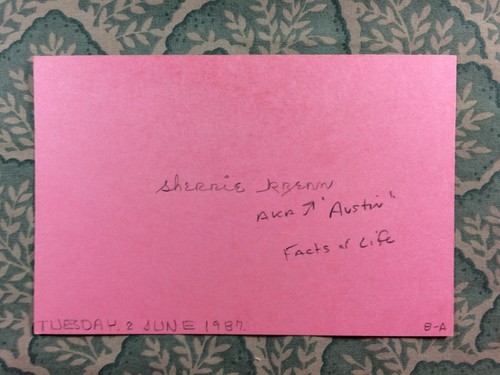 Sherrie Krenn
AKA ↗ "Austin"
Facts of Life
TUESDAY, 2 JUNE 1987.
8-A